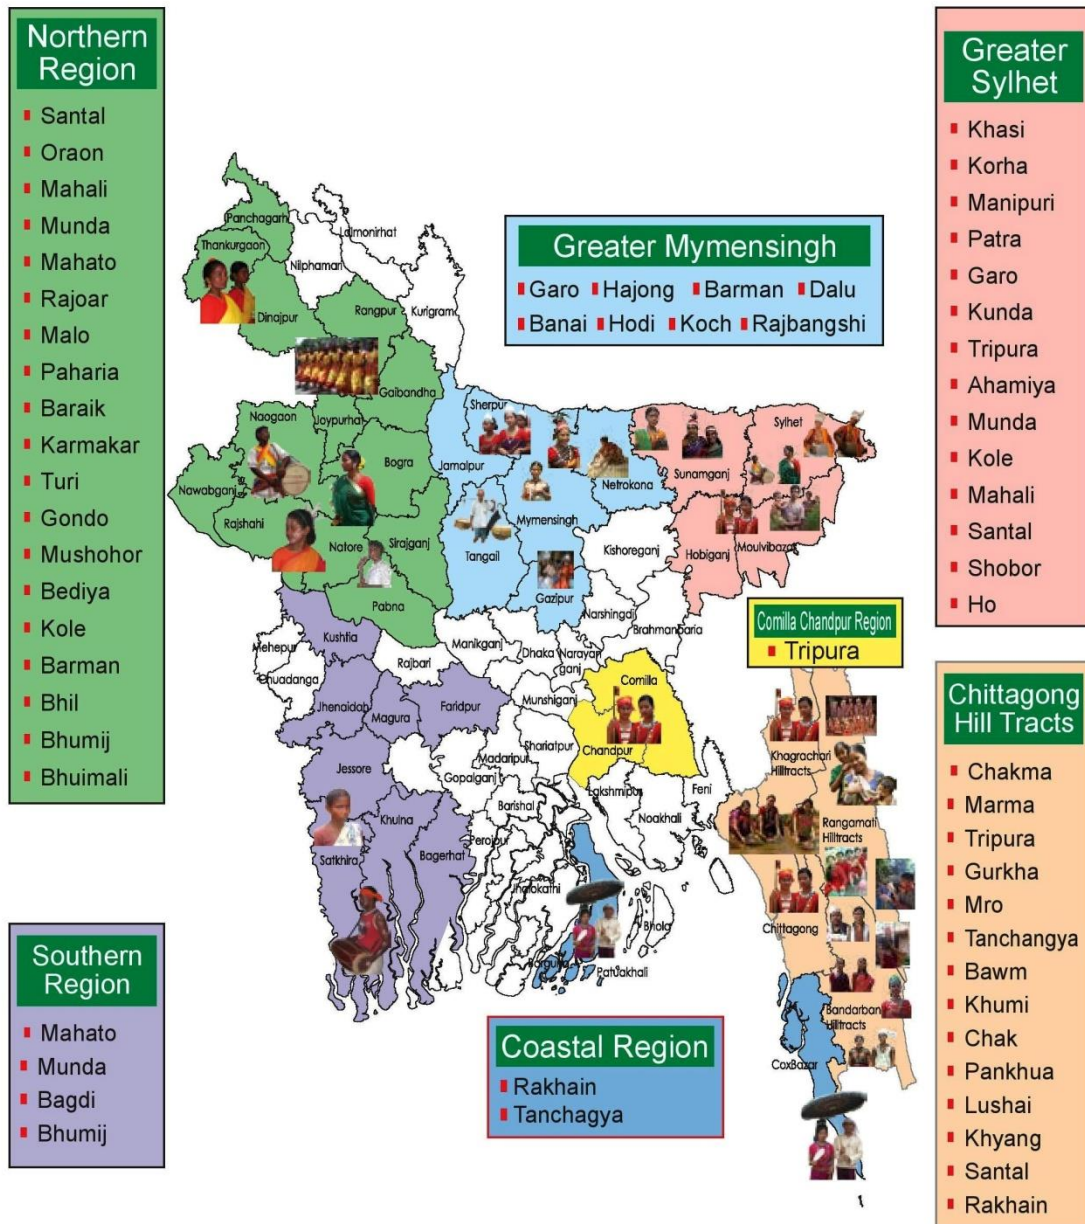 Northern
Region
Santal
Oraon
Mahali
Munda
Mahato
Rajoar
Malo
Paharia
Baraik
Karmakar
Turi
Gondo
Mushohor
Bediya
Kole
Barman
Bhil
Bhumij
Bhuimali
Greater
Sylhet
Khasi
Korha
Manipuri
Patra
Garo
Kunda
Tripura
Ahamiya
Munda
Kole
Mahali
Santal
Shobor
Ho
Greater Mymensingh
Garo Hajong Barman Dalu
Banai Hodi Koch Rajbangshi
Comilla Chandpur Region
Tripura
Chittagong
Hill Tracts
Chakma
Marma
Tripura
Gurkha
Mro
Tanchangya
Bawm
Khumi
Chak
Pankhua
Lushai
Khyang
Santal
Rakhain
Southern
Region
Mahato
Munda
Bagdi
Bhumij
Coastal Region
Rakhain
Tanchagya
Panchagarh
Thankurgaon
Nilphamari
Lalmonirhat
Dinajpur
Rangpur
Kurigram
Gaibandha
Naogaon
Joypurhat
Bogra
Nawabganj
Rajshahi
Natore
Sirajganj
Pabna
Sherpur
Jamalpur
Netrokona
Mymensingh
Tangail
Gazipur
Kishoreganj
Sunamganj
Sylhet
Hobiganj
Moulvibazar
Narshingdi
Brahmanbaria
Kushtia
Mehepur
Chuadanga
Rajbari
Manikganj
Dhaka
Narayan
ganj
Munshiganj
Comilla
Chandpur
Jhenaidah
Magura
Faridpur
Shariatpur
Madaripur
Gopalganj
Jessore
Khulna
Satkhira
Bagerhat
Barishal
Perojpur
Jhalokathi
Lakshmipur
Noakhali
Feni
Bhola
Barguna
Patuakhali
Khagrachari
Hilltracts
Rangamati
Hilltracts
Chittagong
Bandarban
Hilltracts
CoxBazar